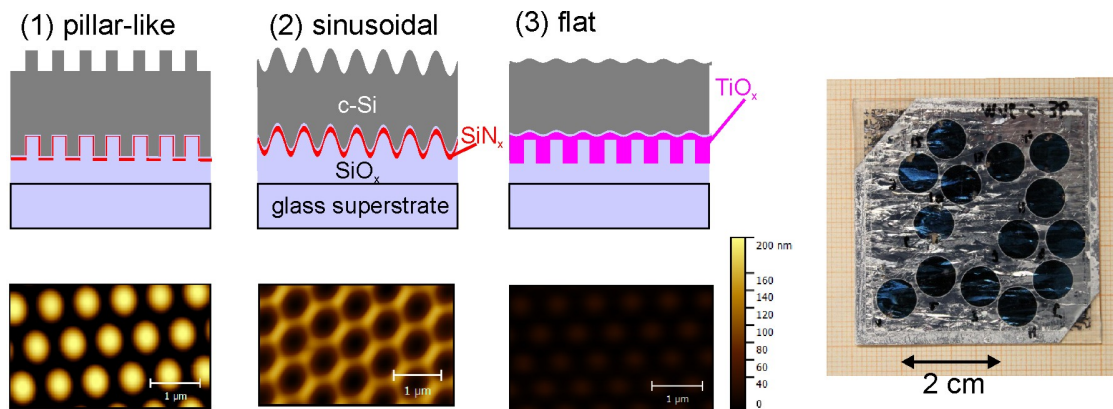 (1) pillar-like
(2) sinusoidal
(3) flat
TiOₓ
c-Si
SiNₓ
SiOₓ
glass superstrate
200 nm
160
140
120
100
80
60
40
0
1 µm
1 µm
1 µm
2 cm